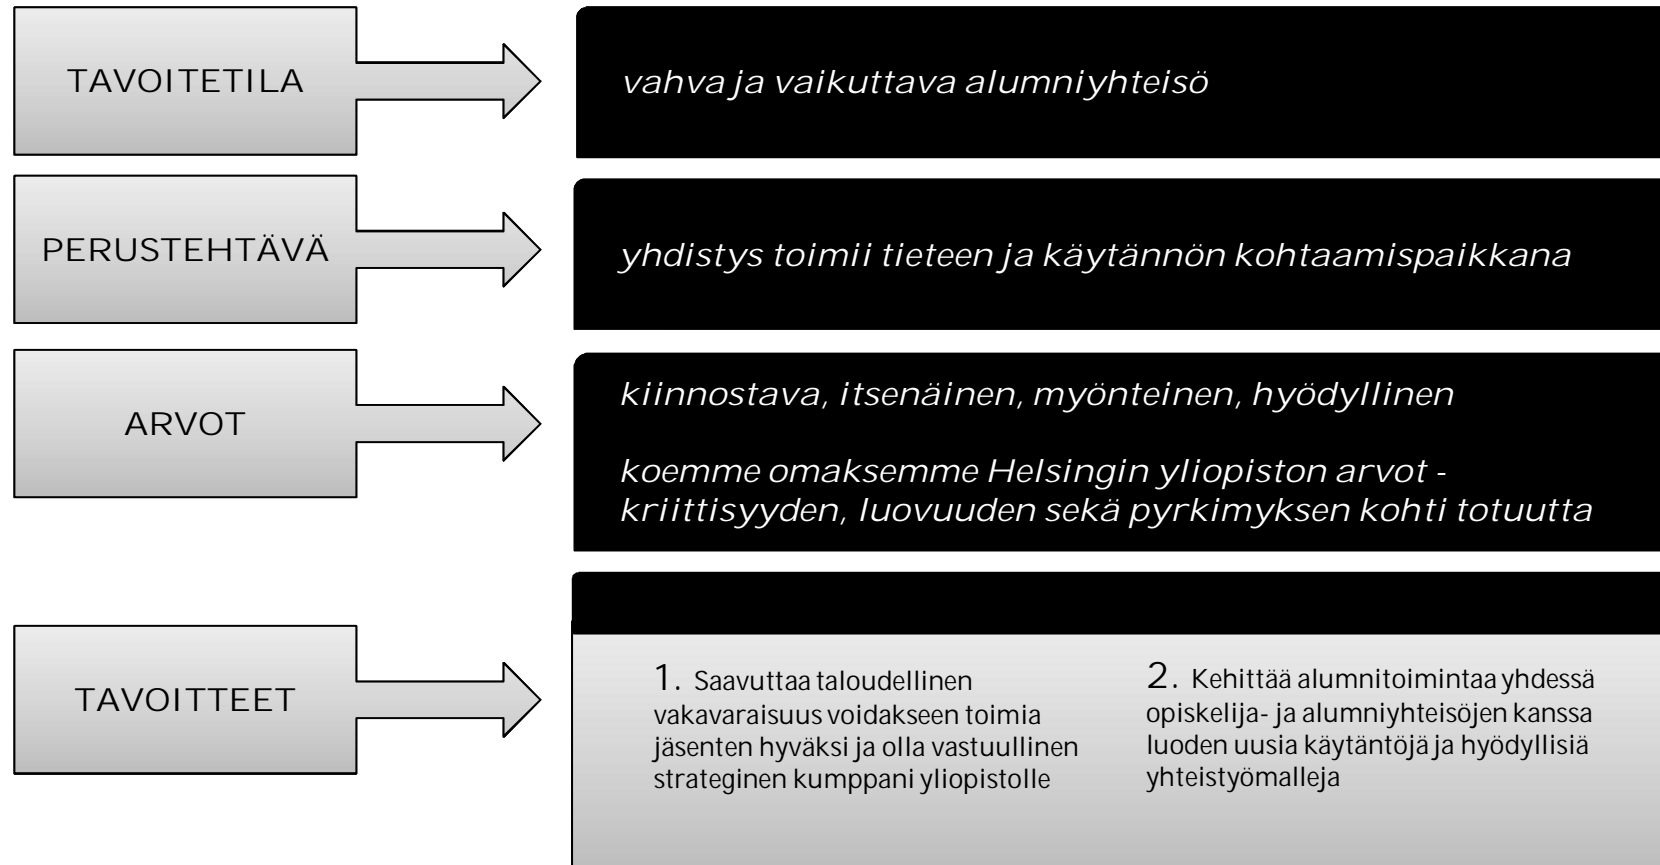 TAVOITETILA
vahva ja vaikuttava alumniyhteisö
PERUSTEHTÄVÄ
yhdistys toimii tieteen ja käytännön kohtaamispaikkana
ARVOT
kiinnostava, itsenäinen, myönteinen, hyödyllinen
koemme omaksemme Helsingin yliopiston arvot -
kriittisyyden, luovuuden sekä pyrkimyksen kohti totuutta
TAVOITTEET
1. Saavuttaa taloudellinen
vakavaraisuus voidakseen toimia
jäsenten hyväksi ja olla vastuullinen
strateginen kumppani yliopistolle
2. Kehittää alumnitoimintaa yhdessä
opiskelija- ja alumniyhteisöjen kanssa
luoden uusia käytäntöjä ja hyödyllisiä
yhteistyömalleja